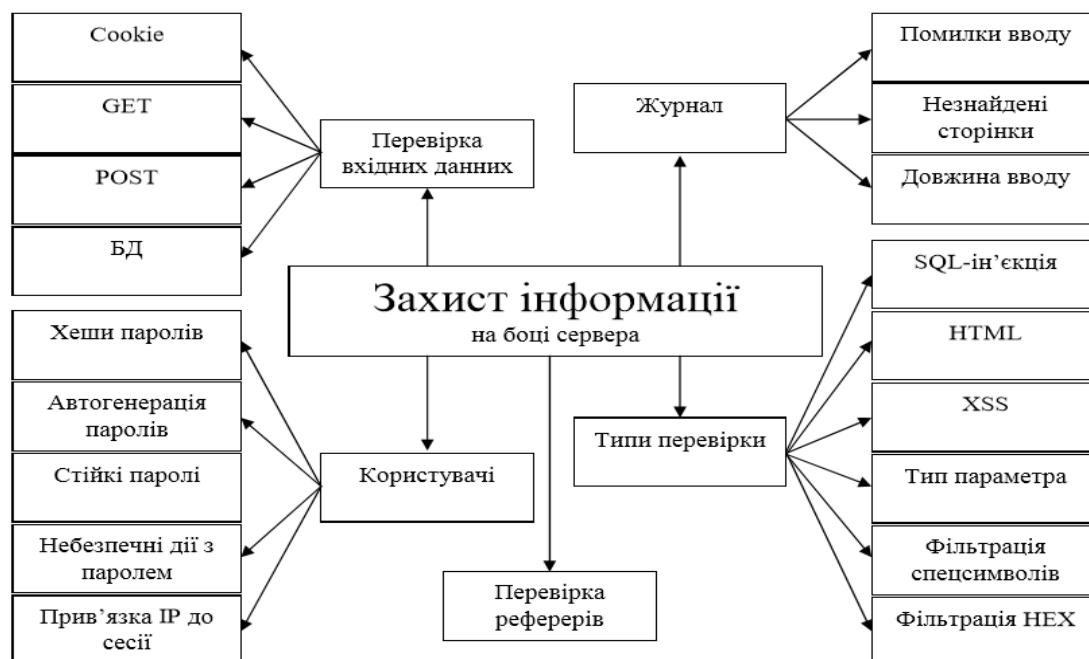 Cookie
GET
POST
БД
Перевірка
вхідних данних
Журнал
Помилки вводу
Незнайдені
сторінки
Довжина вводу
Захист інформації
на боці сервера
Хеши паролів
Автогенерація
паролів
Стійкі паролі
Небезпечні дії з
паролем
Прив’язка IP до
сесії
Користувачі
Перевірка
реферерів
Типи перевірки
SQL-ін’єкція
HTML
XSS
Тип параметра
Фільтрація
спецсимволів
Фільтрація HEX